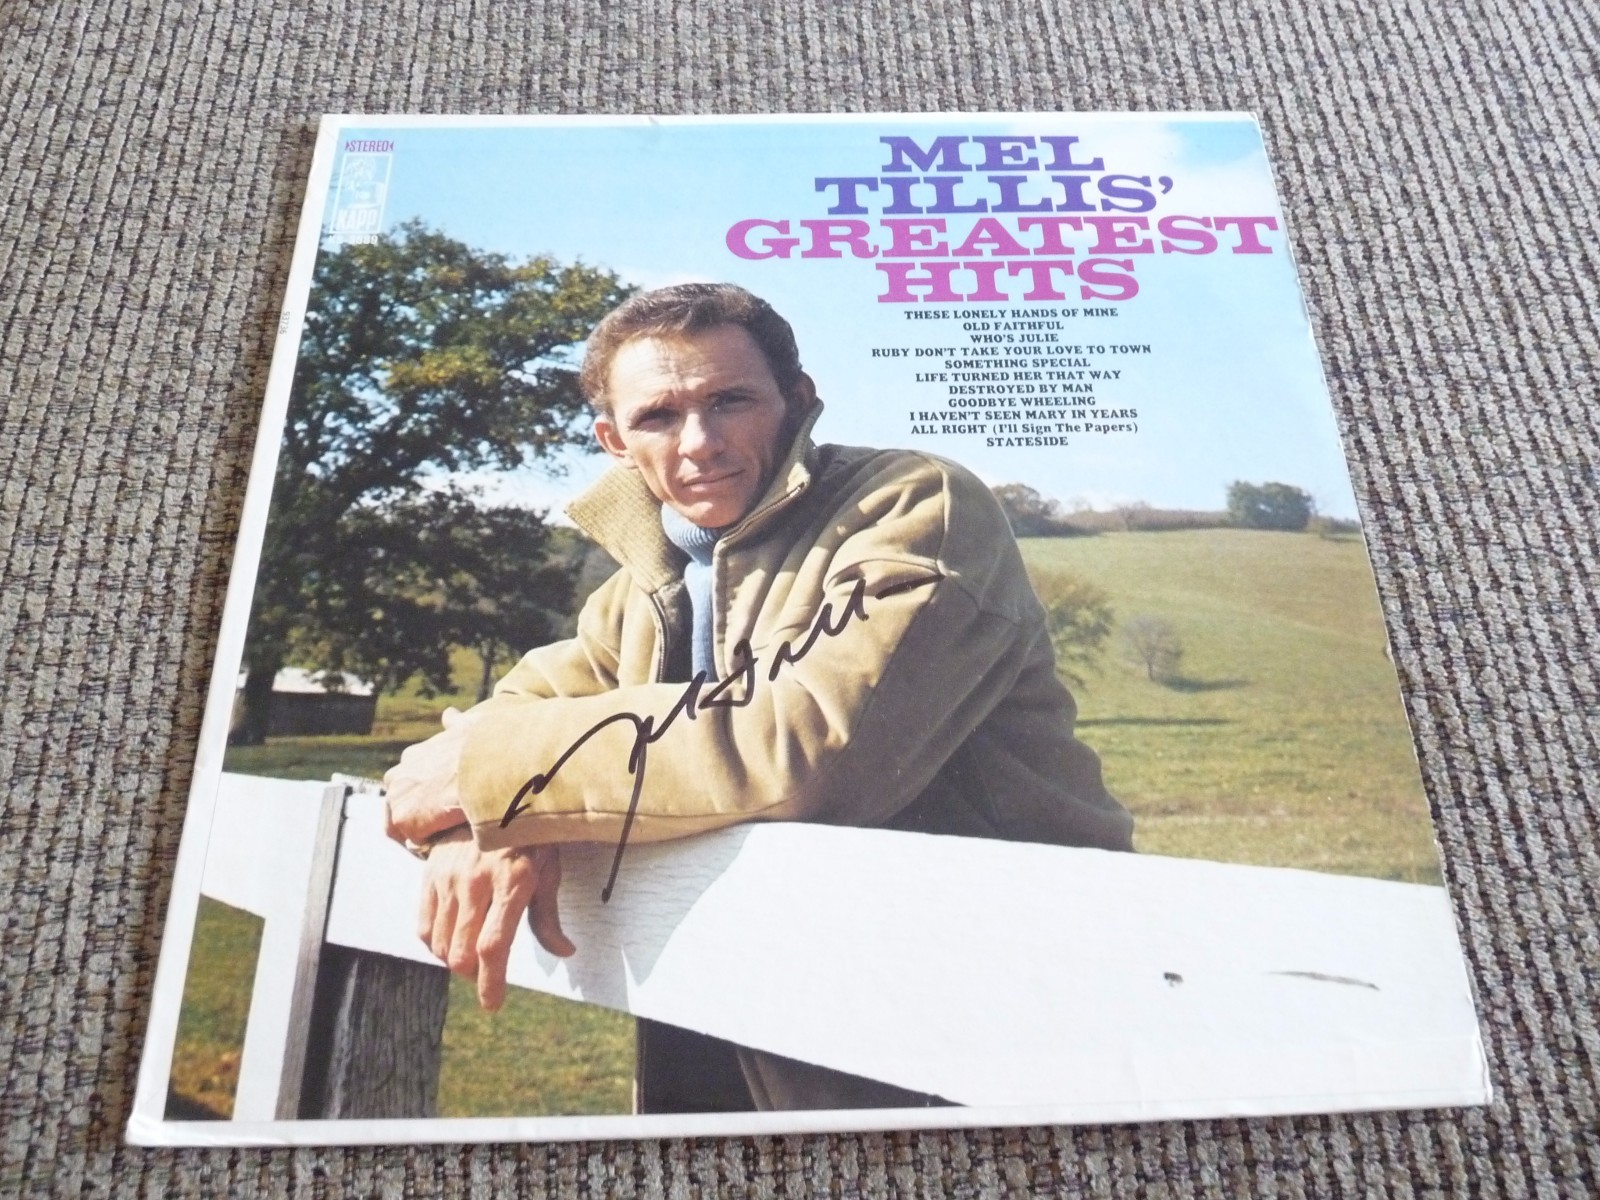 STEREO
KAPP
MEL
TILLIS'
GREATEST
HITS
THESE LONELY HANDS OF MINE
OLD FAITHFUL
WHO'S JULIE
RUBY DON'T TAKE YOUR LOVE TO TOWN
SOMETHING SPECIAL
LIFE TURNED HER THAT WAY
DESTROYED BY MAN
GOODBYE WHEELING
I HAVEN'T SEEN MARY IN YEARS
ALL RIGHT (I'll Sign The Papers)
STATESIDE
Mel Tillis